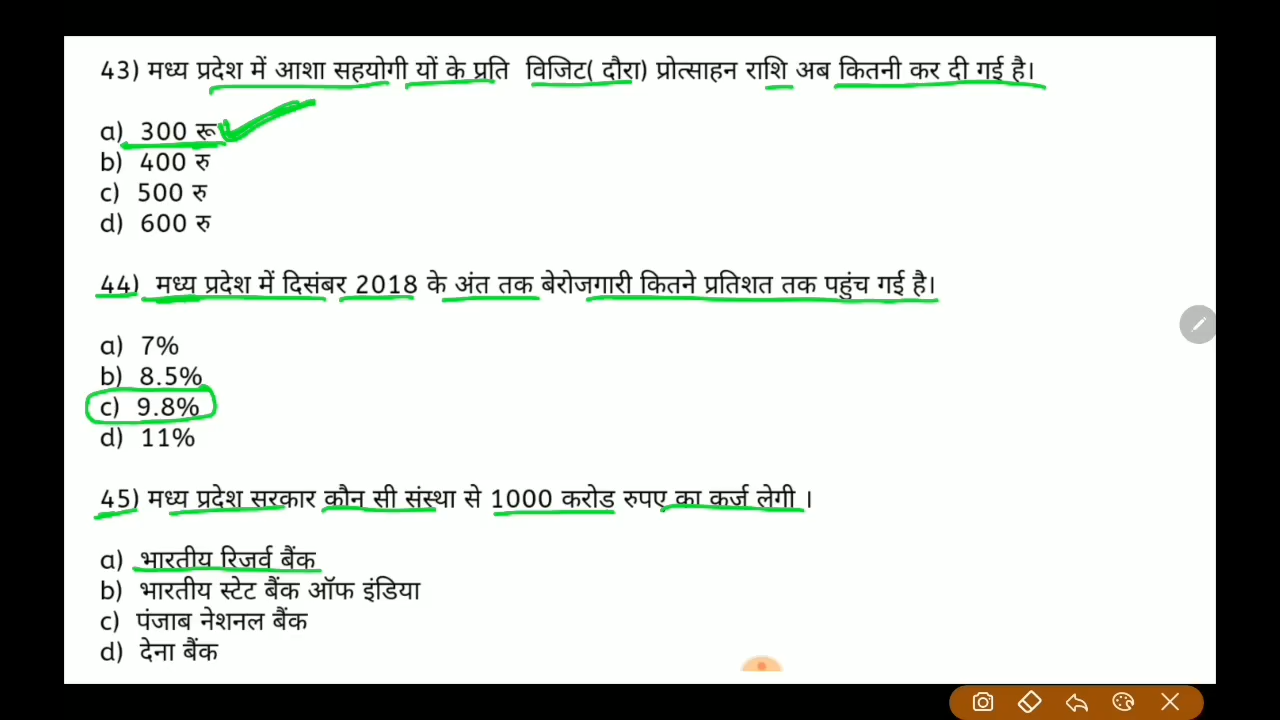 43) मध्य प्रदेश में आशा सहयोगी यों के प्रति विजिट( दौरा) प्रोत्साहन राशि अब कितनी कर दी गई है।
a) 300 रू
b) 400 रु
c) 500 रु
d) 600 रु
44) मध्य प्रदेश में दिसंबर 2018 के अंत तक बेरोजगारी कितने प्रतिशत तक पहुंच गई है।
a) 7%
b) 8.5%
c) 9.8%
d) 11%
45) मध्य प्रदेश सरकार कौन सी संस्था से 1000 करोड रुपए का कर्ज लेगी ।
a) भारतीय रिजर्व बैंक
b) भारतीय स्टेट बैंक ऑफ इंडिया
c) पंजाब नेशनल बैंक
d) देना बैंक